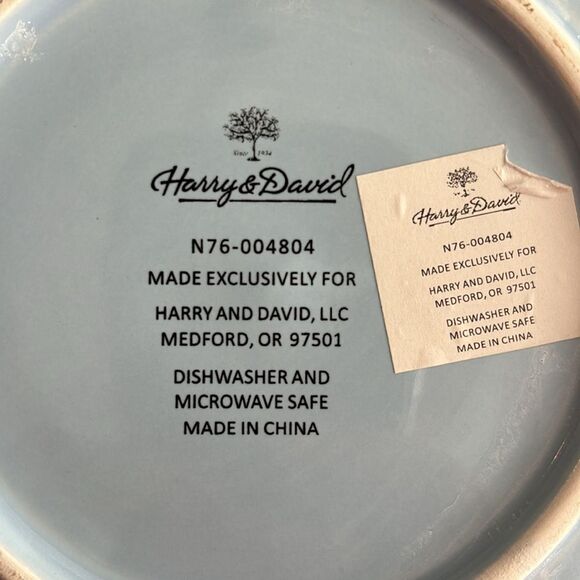 Since 1934
Harry & David
N76-004804
MADE EXCLUSIVELY FOR
HARRY AND DAVID, LLC
MEDFORD, OR 97501
DISHWASHER AND
MICROWAVE SAFE
MADE IN CHINA
Harry & David
N76-004804
MADE EXCLUSIVELY FOR
HARRY AND DAVID, LLC
MEDFORD, OR 97501
DISHWASHER AND
MICROWAVE SAFE
MADE IN CHINA